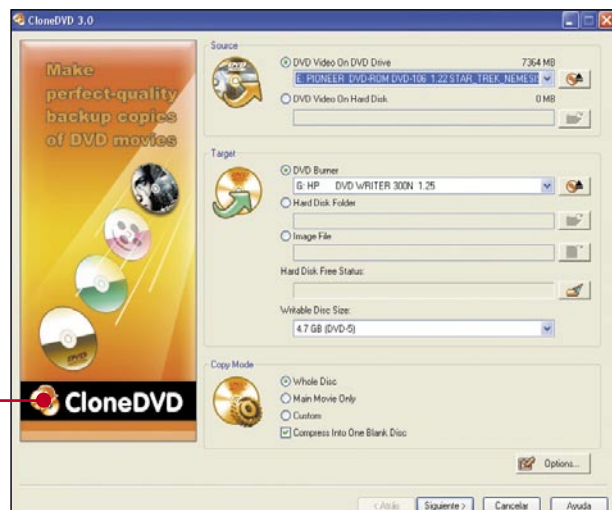 CloneDVD 3.0
Make
perfect-quality
backup copies
of DVD movies
CloneDVD
Source
DVD Video On DVD Drive 7364 MB
E: PIONEER DVD-ROM DVD-106 1.22 STAR_TREK_NEMESIS
DVD Video On Hard Disk 0 MB
Target
DVD Burner
G: HP DVD WRITER 300N 1.25
Hard Disk Folder
Image File
Hard Disk Free Status:
Writable Disc Size:
4.7 GB (DVD-5)
Copy Mode
Whole Disc
Main Movie Only
Custom
Compress Into One Blank Disc
Options...
< Atrás Siguiente > Cancelar Ayuda